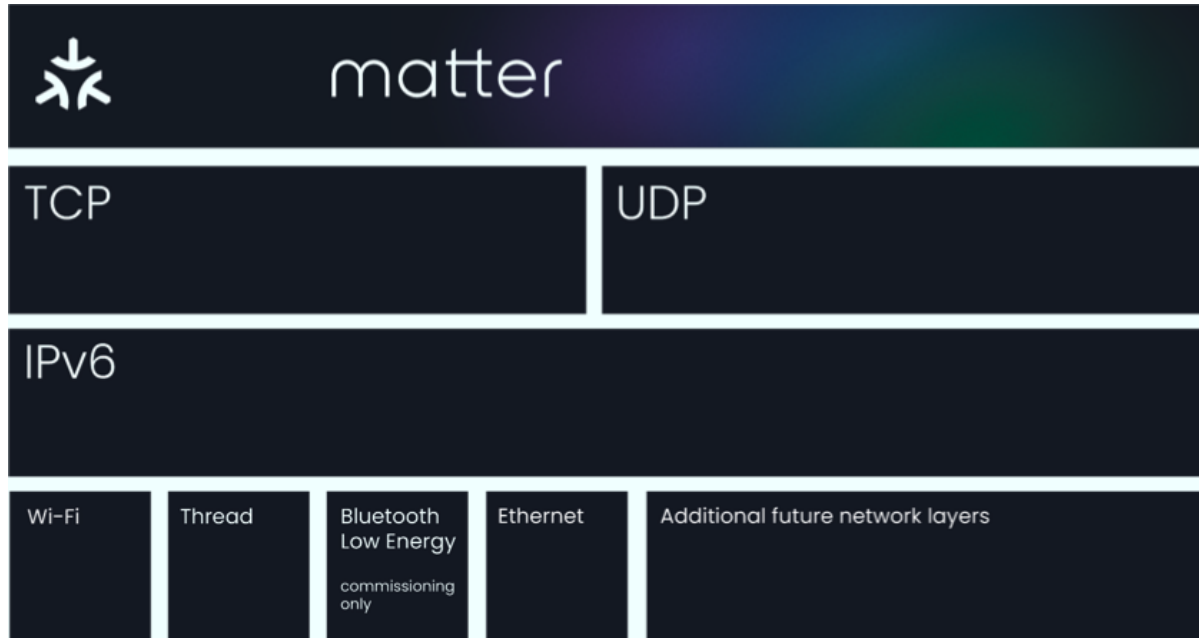 matter
TCP
UDP
IPv6
Wi-Fi
Thread
Bluetooth
Low Energy
commissioning
only
Ethernet
Additional future network layers